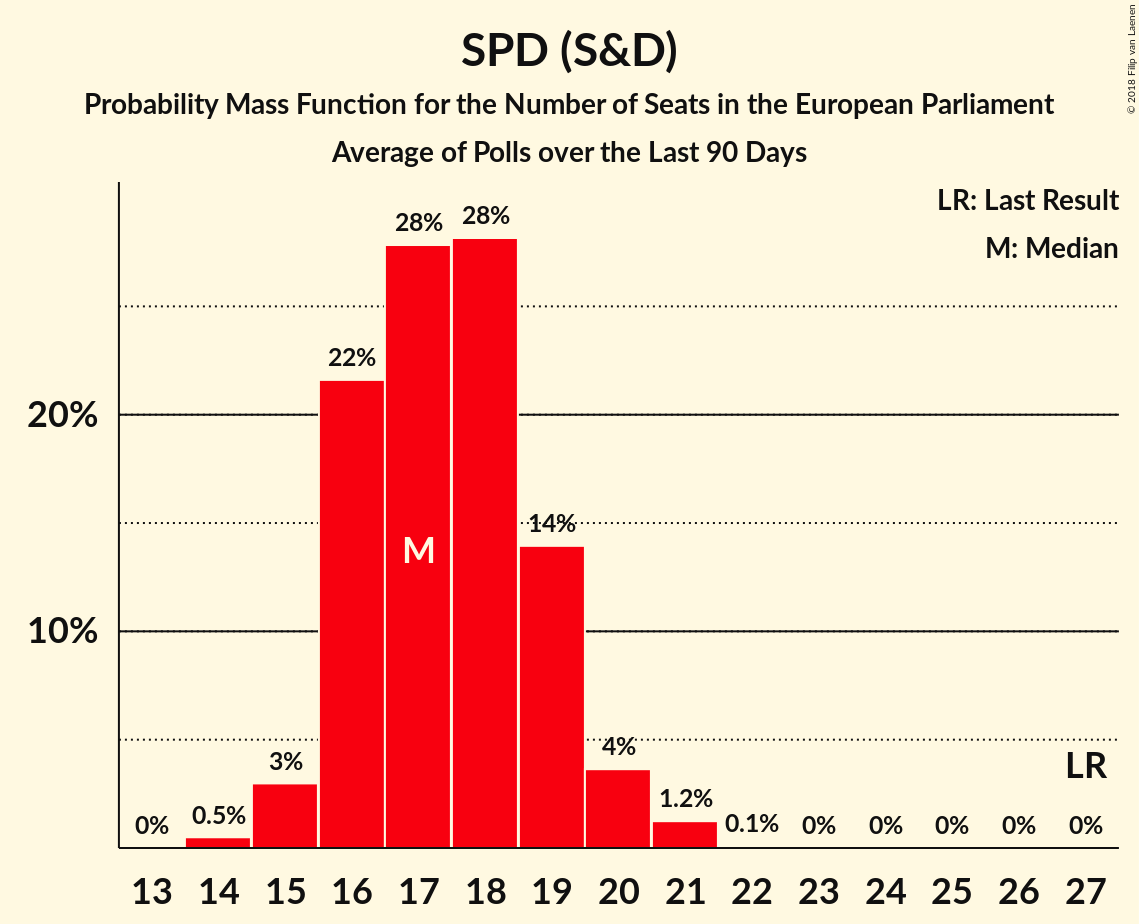 SPD (S&D)
Probability Mass Function for the Number of Seats in the European Parliament
Average of Polls over the Last 90 Days
© 2018 Filip van Laenen
LR: Last Result
M: Median
28% 28%
22%
20%
14%
M
10%
LR
3% 4%
0% 0.5% 1.2% 0.1% 0% 0% 0% 0% 0%
13 14 15 16 17 18 19 20 21 22 23 24 25 26 27